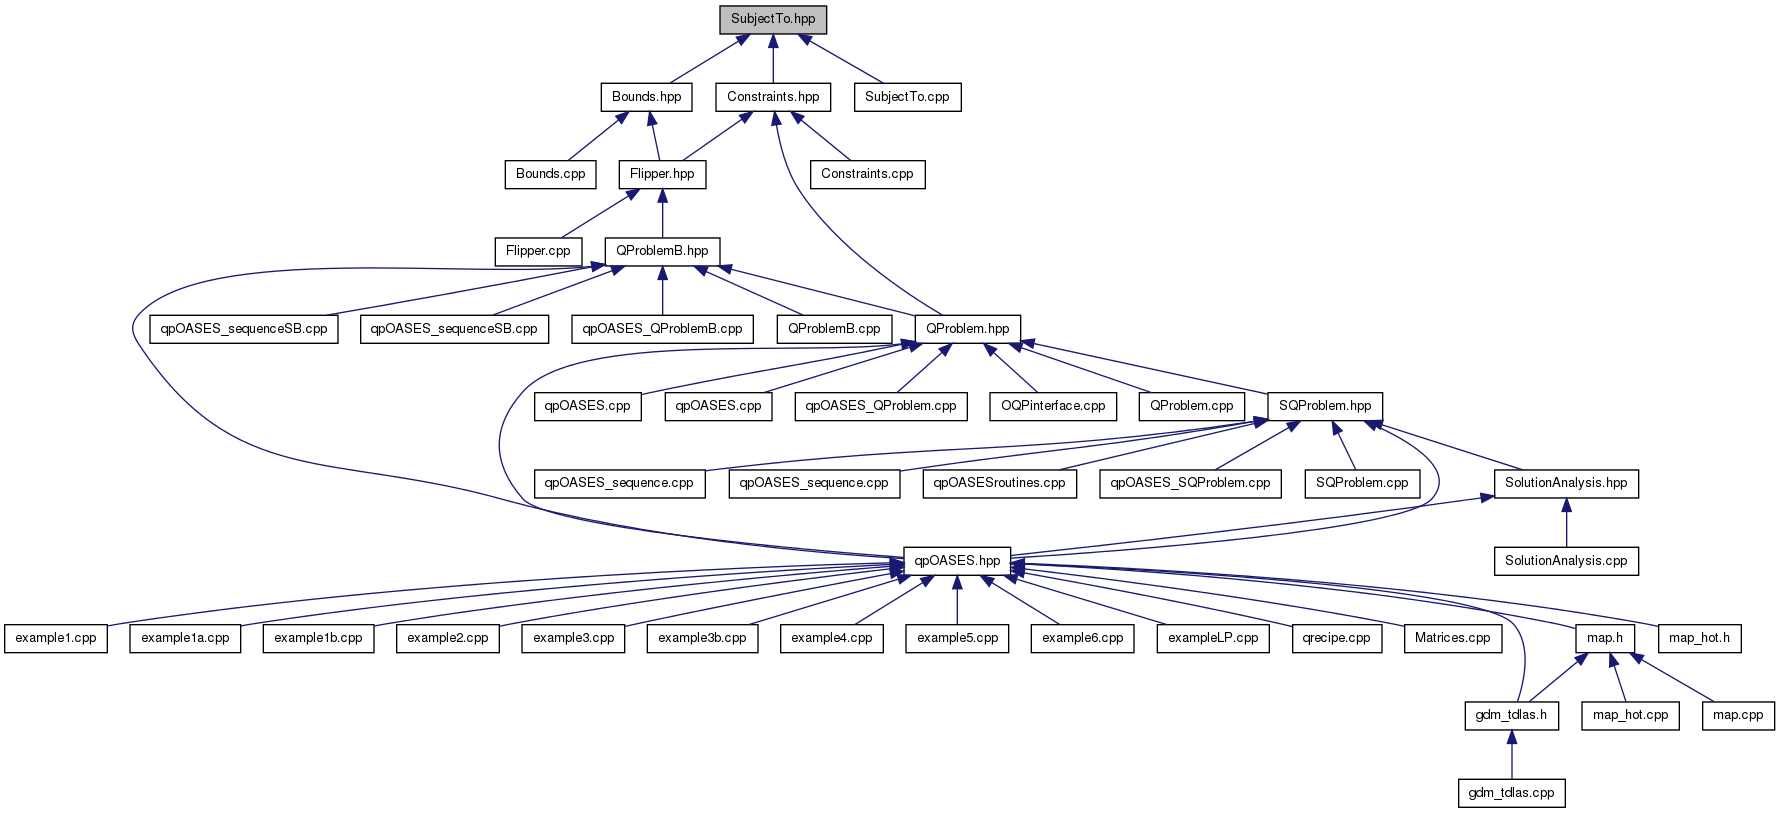 SubjectTo.hpp
Bounds.hpp
Constraints.hpp
SubjectTo.cpp
Bounds.cpp
Flipper.hpp
Constraints.cpp
Flipper.cpp
QProblemB.hpp
qpOASES_sequenceSB.cpp
qpOASES_sequenceSB.cpp
qpOASES_QProblemB.cpp
QProblemB.cpp
QProblem.hpp
qpOASES.cpp
qpOASES.cpp
qpOASES_QProblem.cpp
OQPinterface.cpp
QProblem.cpp
SQProblem.hpp
qpOASES_sequence.cpp
qpOASES_sequence.cpp
qpOASESroutines.cpp
qpOASES_SQProblem.cpp
SQProblem.cpp
SolutionAnalysis.hpp
qpOASES.hpp
SolutionAnalysis.cpp
example1.cpp
example1a.cpp
example1b.cpp
example2.cpp
example3.cpp
example3b.cpp
example4.cpp
example5.cpp
example6.cpp
exampleLP.cpp
qrecipe.cpp
Matrices.cpp
map.h
map_hot.h
gdm_tdlas.h
map_hot.cpp
map.cpp
gdm_tdlas.cpp